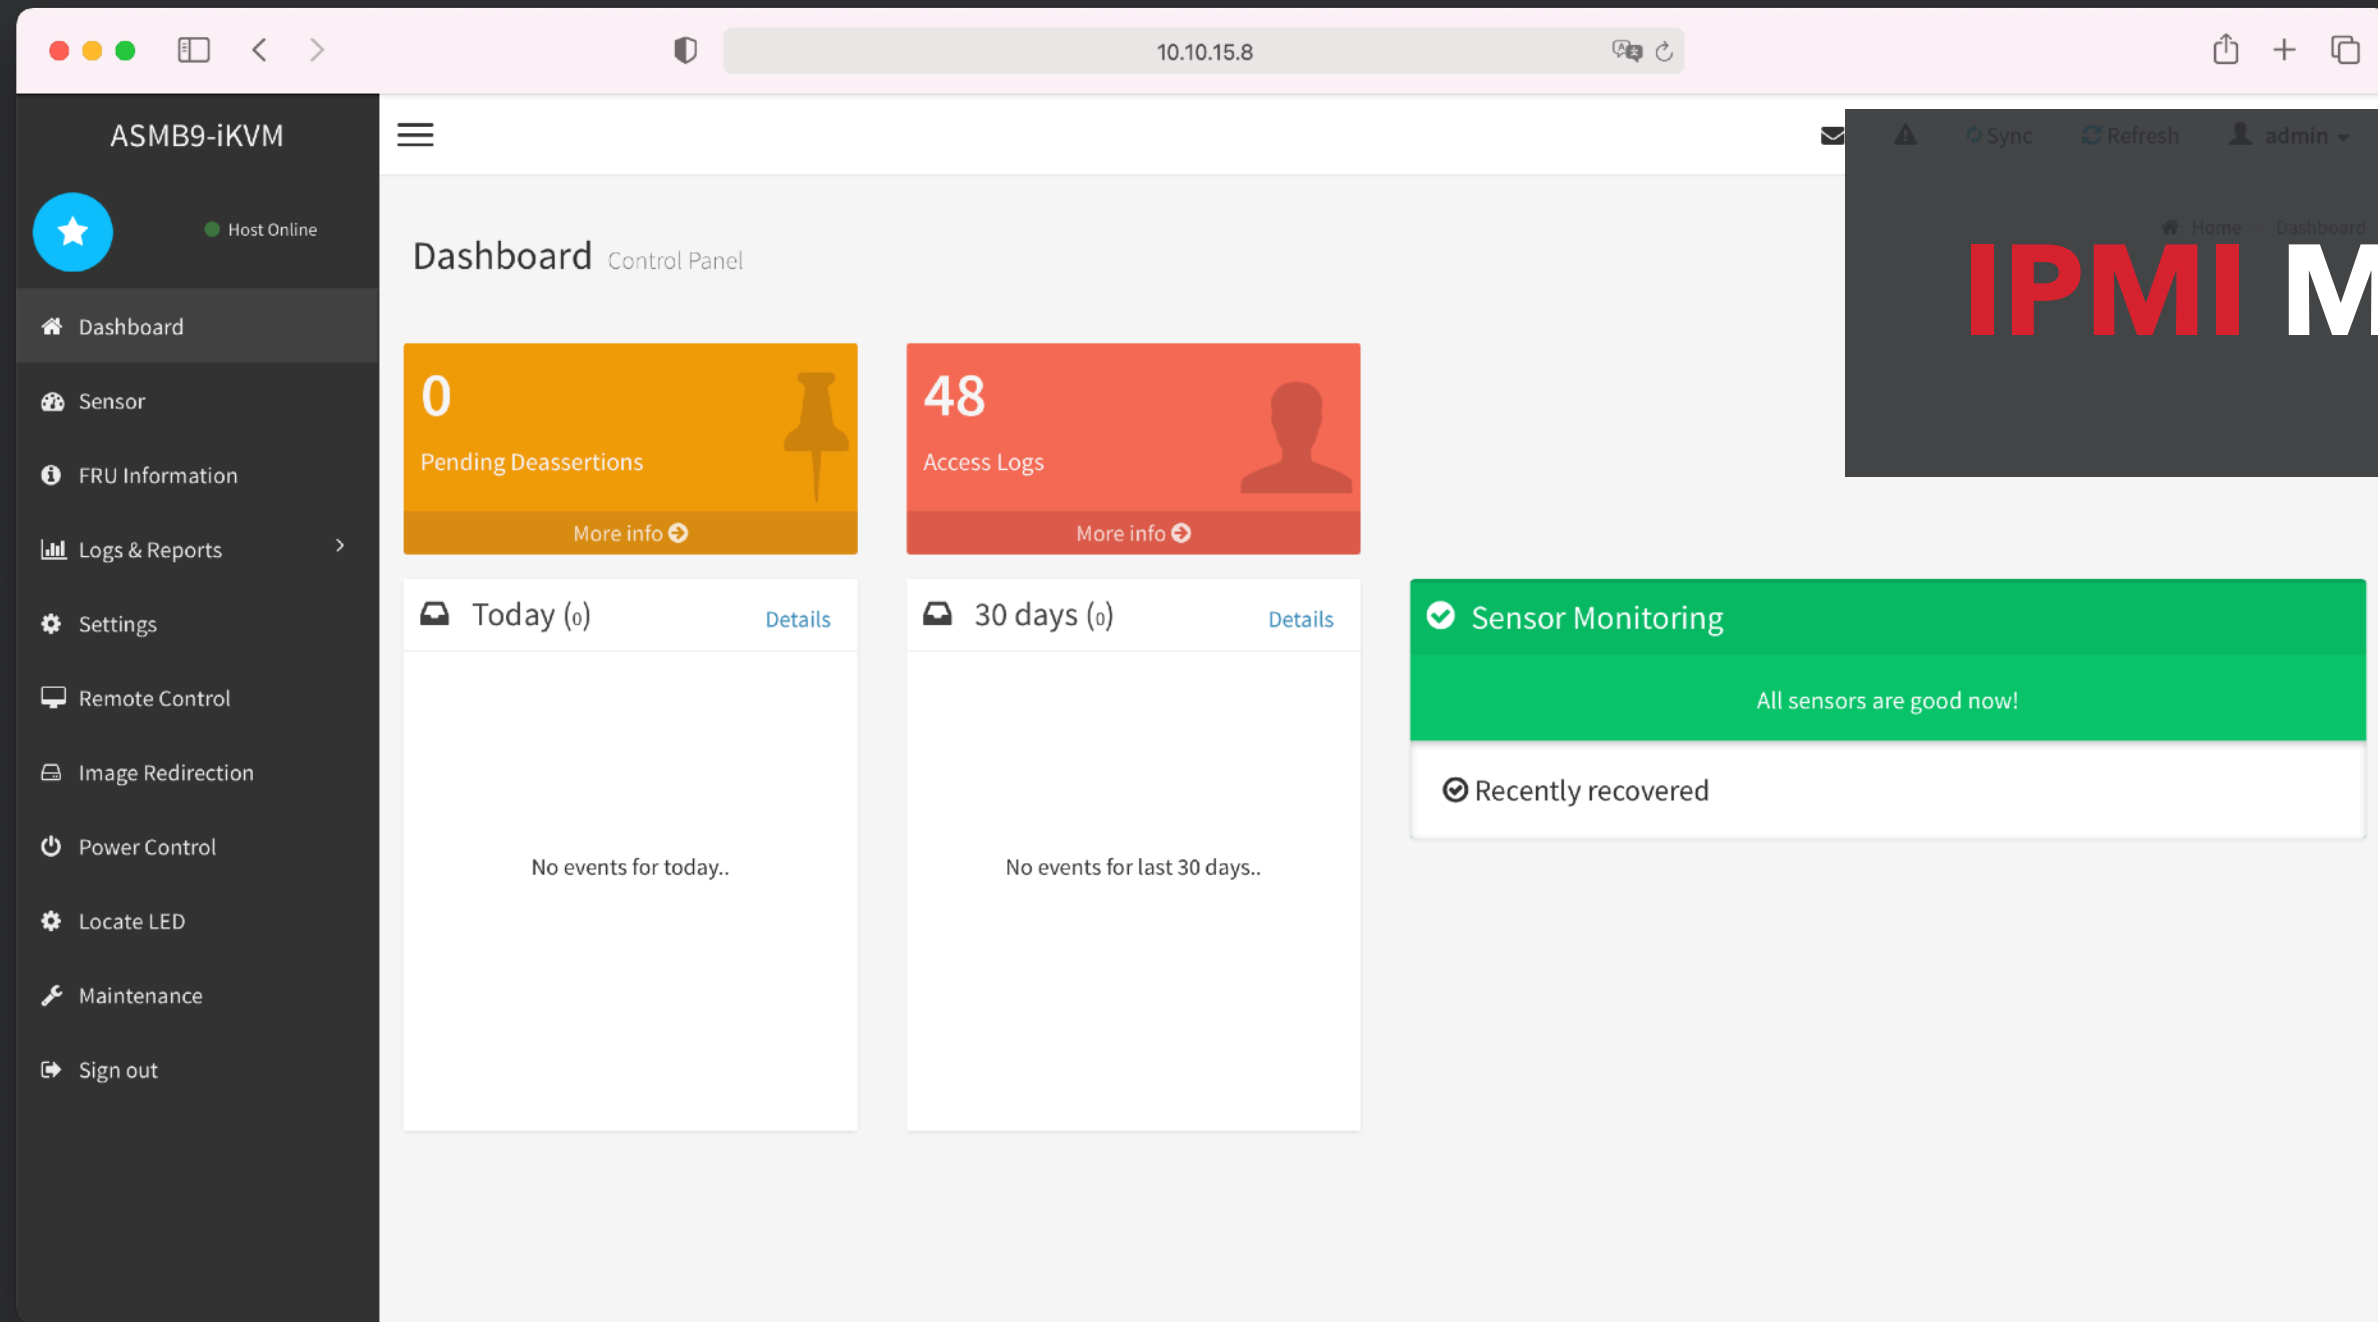 10.10.15.8
ASMB9-iKVM
Sync
Refresh
admin
Host Online
Home
Dashboard
Dashboard Control Panel
IPMI M
Dashboard
Sensor
FRU Information
Logs & Reports
Settings
Remote Control
Image Redirection
Power Control
Locate LED
Maintenance
Sign out
0
Pending Deassertions
More info
48
Access Logs
More info
Today (0)
Details
No events for today..
30 days (0)
Details
No events for last 30 days..
Sensor Monitoring
All sensors are good now!
Recently recovered